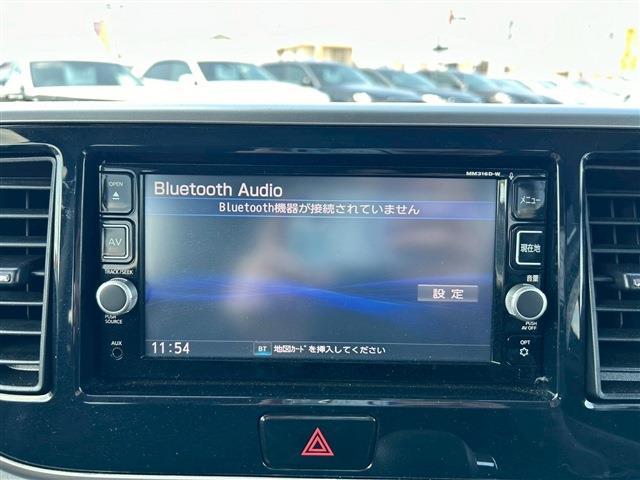 MM316D-W
OPEN
AV
TRACK/SEEK
PUSH
SOURCE
AUX
Bluetooth Audio
Bluetooth機器が接続されていません
設定
11:54
BT 地図ｶｰﾄﾞを挿入してください
メニュー
現在地
音量
PUSH
AV OFF
OPT